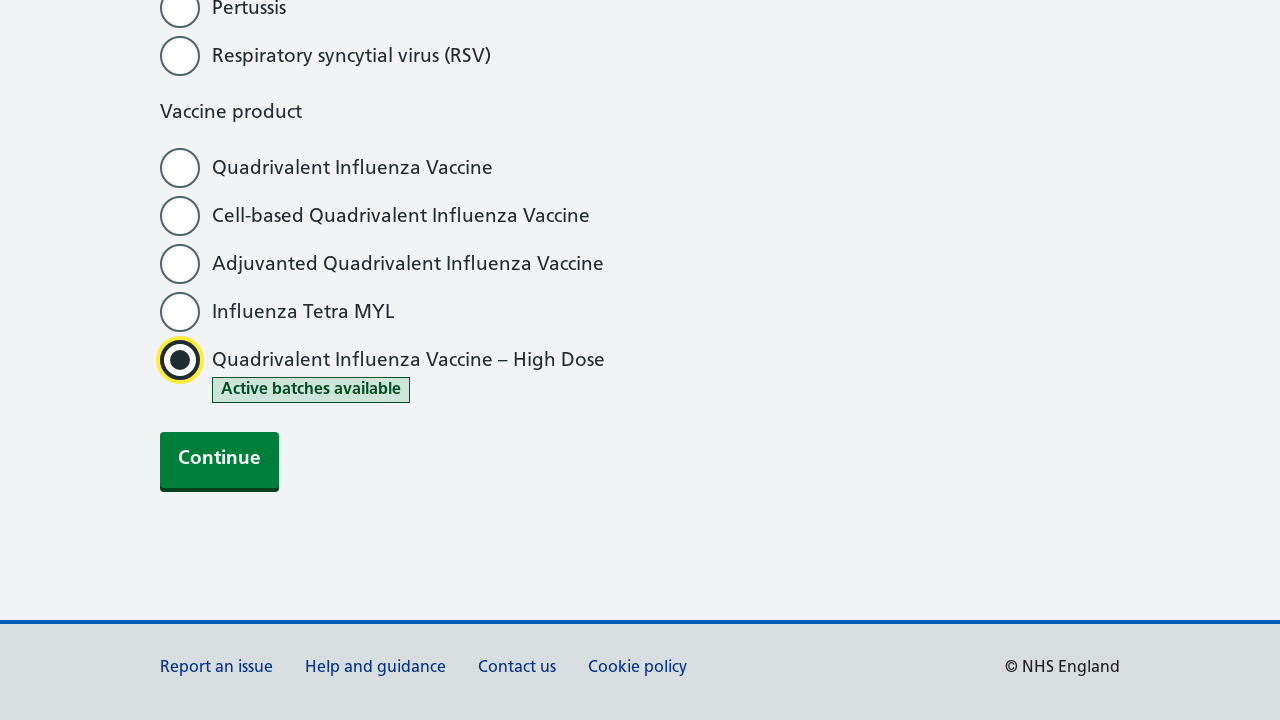 Pertussis
Respiratory syncytial virus (RSV)
Vaccine product
Quadrivalent Influenza Vaccine
Cell-based Quadrivalent Influenza Vaccine
Adjuvanted Quadrivalent Influenza Vaccine
Influenza Tetra MYL
Quadrivalent Influenza Vaccine – High Dose
Active batches available
Continue
Report an issue Help and guidance Contact us Cookie policy © NHS England